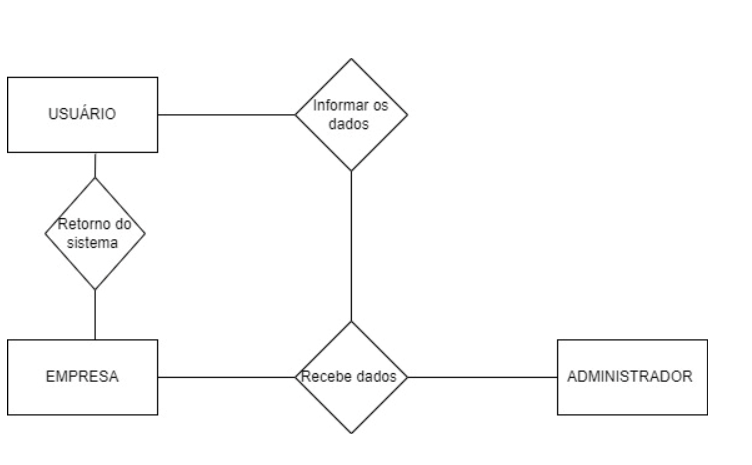 USUÁRIO
Informar os
dados
Retorno do
sistema
EMPRESA
Recebe dados
ADMINISTRADOR